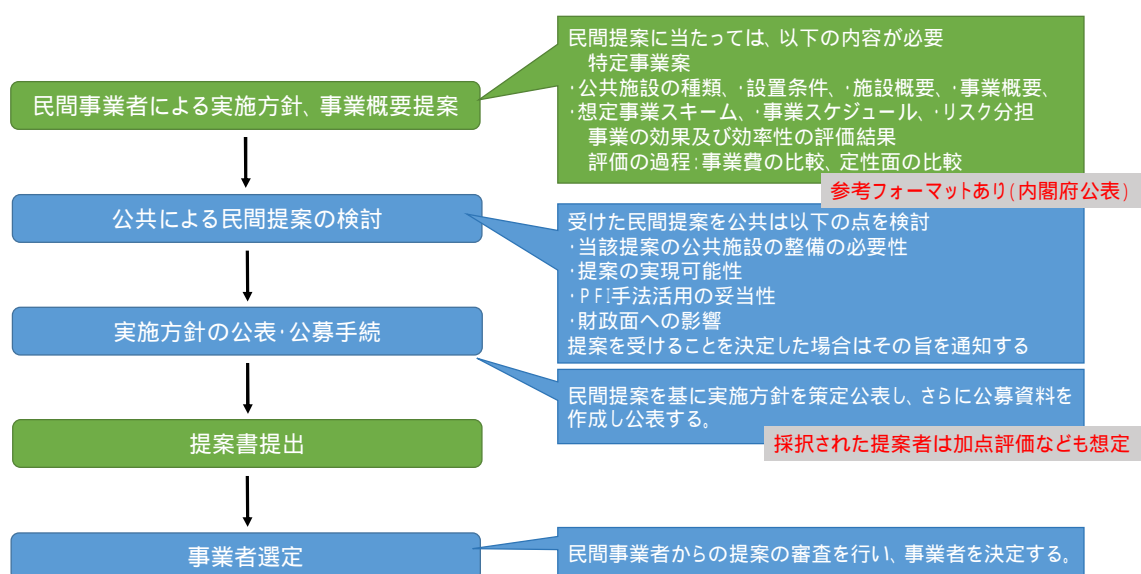 民間提案に当たっては、以下の内容が必要
特定事業案
・公共施設の種類、・設置条件、・施設概要、・事業概要、
・想定事業スキーム、・事業スケジュール、・リスク分担
事業の効果及び効率性の評価結果
評価の過程：事業費の比較、定性面の比較
参考フォーマットあり(内閣府公表)
民間事業者による実施方針、事業概要提案
公共による民間提案の検討
受けた民間提案を公共は以下の点を検討
・当該提案の公共施設の整備の必要性
・提案の実現可能性
・PFI手法活用の妥当性
・財政面への影響
提案を受けることを決定した場合はその旨を通知する
実施方針の公表・公募手続
民間提案を基に実施方針を策定公表し、さらに公募資料を
作成し公表する。
採択された提案者は加点評価なども想定
提案書提出
事業者選定
民間事業者からの提案の審査を行い、事業者を決定する。